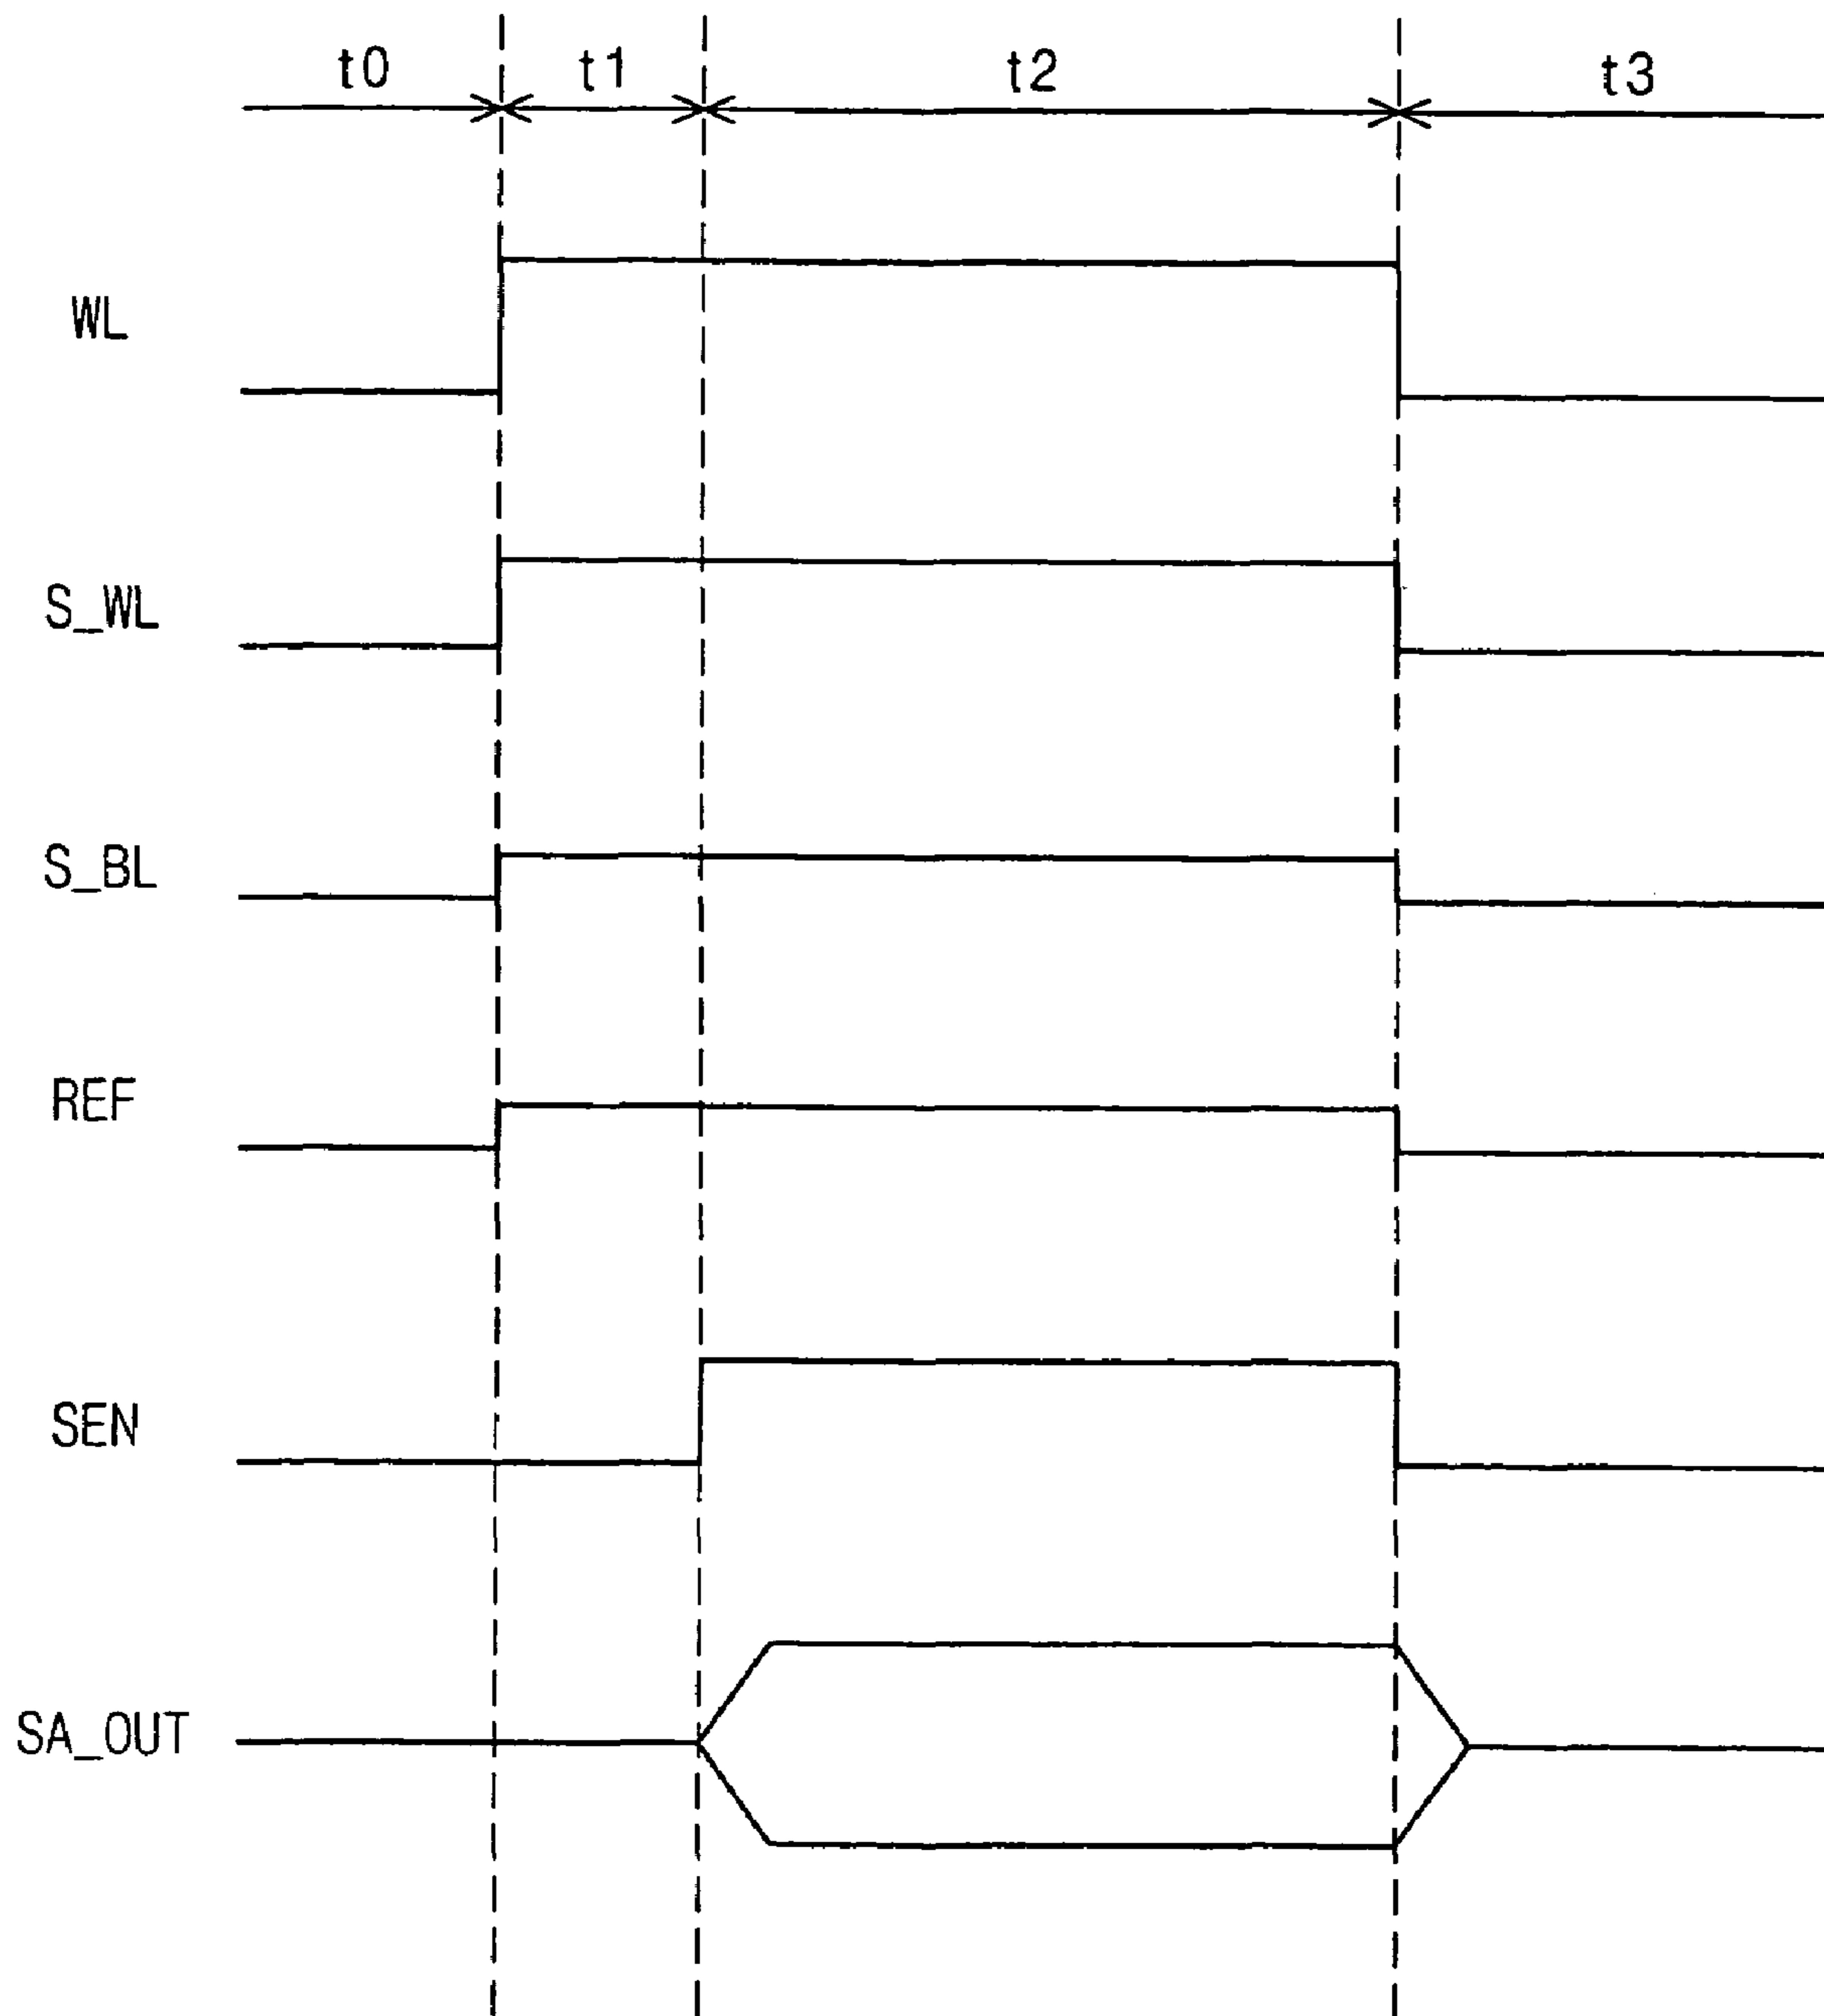 t0 t1 t2 t3
WL
S_WL
S_BL
REF
SEN
SA_OUT